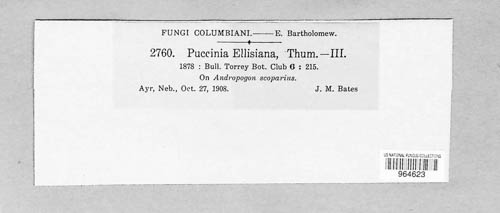 FUNGI COLUMBIANI.——E. Bartholomew.
2760. Puccinia Ellisiana, Thum.—III.
1878 : Bull. Torrey Bot. Club 6 : 215.
On Andropogon scoparius.
Ayr, Neb., Oct. 27, 1908. J. M. Bates
US NATIONAL FUNGUS COLLECTIONS
964623